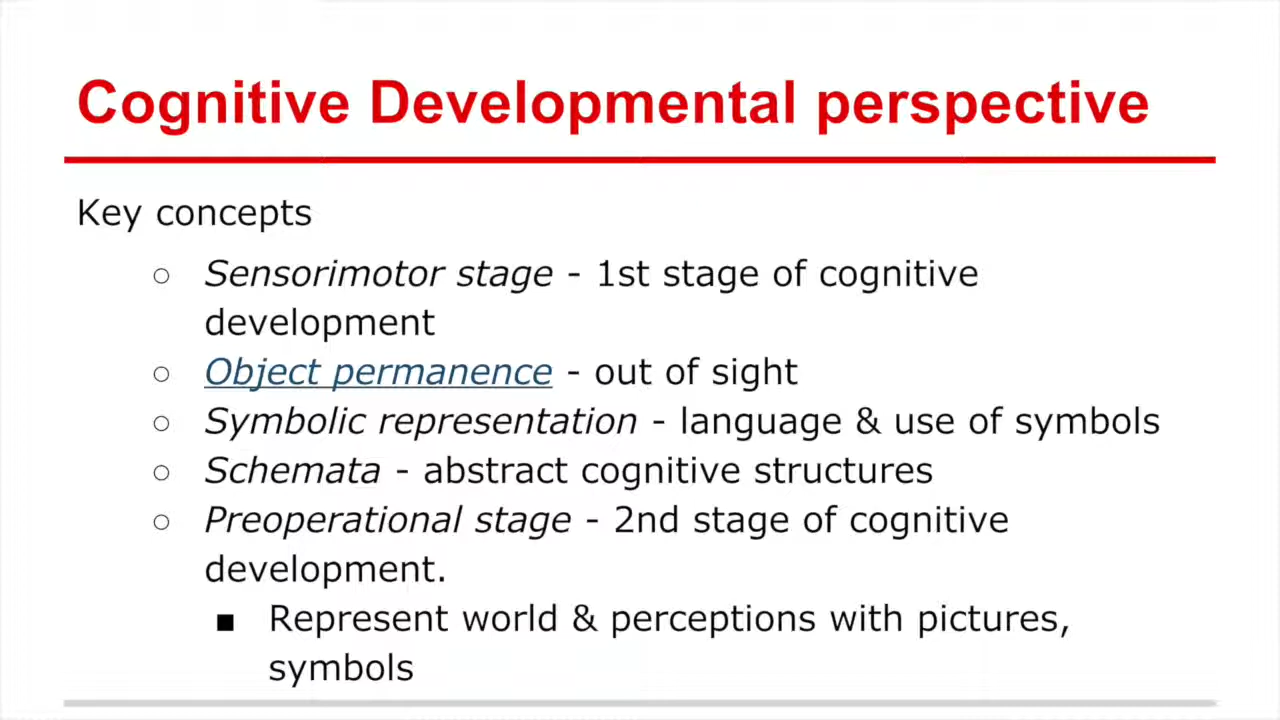 Cognitive Developmental perspective
Key concepts
○ Sensorimotor stage - 1st stage of cognitive
development
○ Object permanence - out of sight
○ Symbolic representation - language & use of symbols
○ Schemata - abstract cognitive structures
○ Preoperational stage - 2nd stage of cognitive
development.
■ Represent world & perceptions with pictures,
symbols